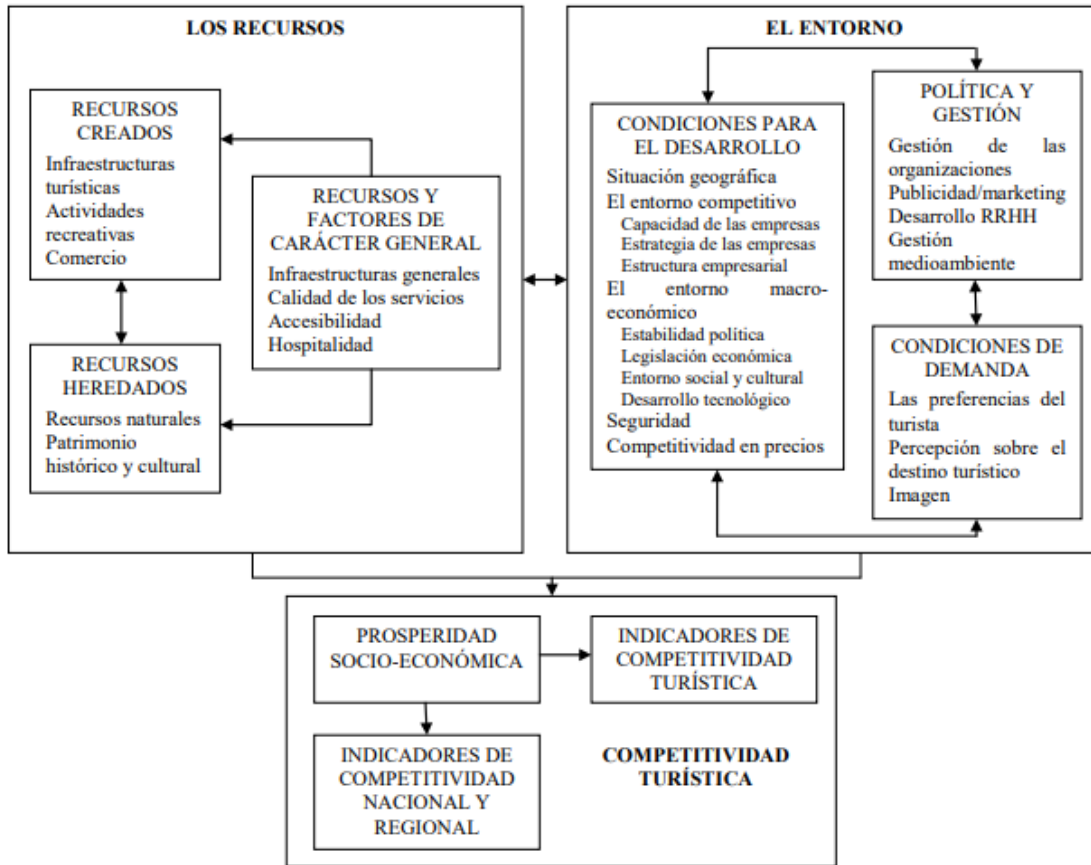 LOS RECURSOS
RECURSOS
CREADOS
Infraestructuras
turísticas
Actividades
recreativas
Comercio
RECURSOS Y
FACTORES DE
CARÁCTER GENERAL
Infraestructuras generales
Calidad de los servicios
Accesibilidad
Hospitalidad
RECURSOS
HEREDADOS
Recursos naturales
Patrimonio
histórico y cultural
EL ENTORNO
CONDICIONES PARA
EL DESARROLLO
Situación geográfica
El entorno competitivo
Capacidad de las empresas
Estrategia de las empresas
Estructura empresarial
El entorno macro-
económico
Estabilidad política
Legislación económica
Entorno social y cultural
Desarrollo tecnológico
Seguridad
Competitividad en precios
POLÍTICA Y
GESTIÓN
Gestión de las
organizaciones
Publicidad/marketing
Desarrollo RRHH
Gestión
medioambiente
CONDICIONES DE
DEMANDA
Las preferencias del
turista
Percepción sobre el
destino turístico
Imagen
PROSPERIDAD
SOCIO-ECONÓMICA
INDICADORES DE
COMPETITIVIDAD
TURÍSTICA
INDICADORES DE
COMPETITIVIDAD
NACIONAL Y
REGIONAL
COMPETITIVIDAD
TURÍSTICA